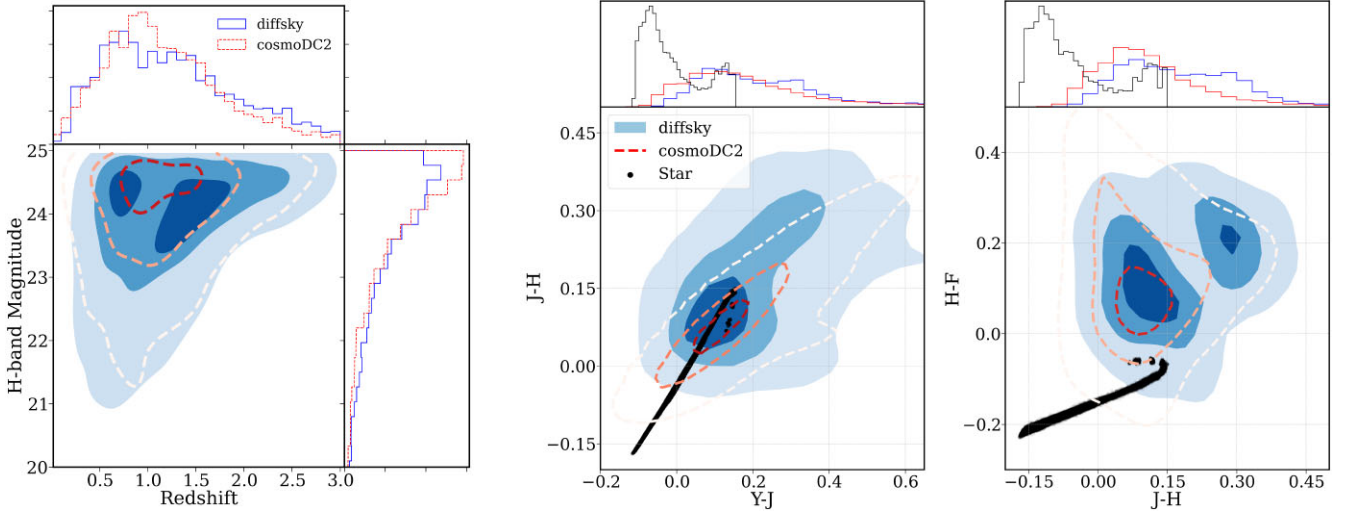 diffsky
cosmoDC2
25
24
23
22
21
20
H-band Magnitude
0.5 1.0 1.5 2.0 2.5 3.0
Redshift
diffsky
cosmoDC2
Star
0.45
0.30
0.15
0.00
−0.15
J-H
−0.2 0.0 0.2 0.4 0.6
Y-J
0.4
0.2
0.0
−0.2
H-F
−0.15 0.00 0.15 0.30 0.45
J-H